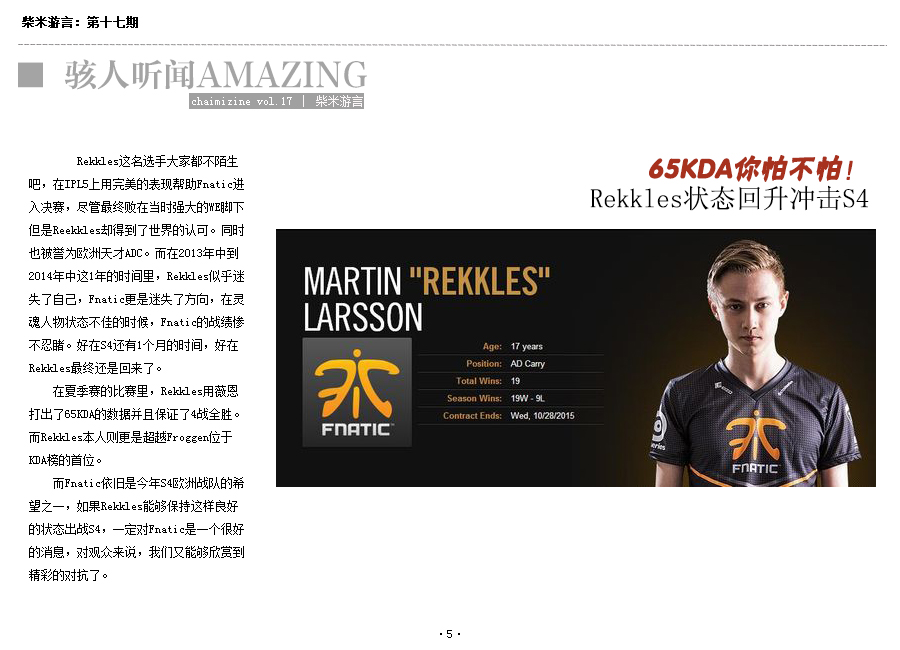 柴米游言：第十七期
骇人听闻AMAZING
chaimizine vol.17 | 柴米游言
Rekkles这名选手大家都不陌生
吧，在IPL5上用完美的表现帮助Fnatic进
入决赛，尽管最终败在当时强大的WE脚下
但是Reekkles却得到了世界的认可。同时
也被誉为欧洲天才ADC。而在2013年中到
2014年中这1年的时间里，Rekkles似乎迷
失了自己，Fnatic更是迷失了方向，在灵
魂人物状态不佳的时候，Fnatic的战绩惨
不忍睹。好在S4还有1个月的时间，好在
Rekkles最终还是回来了。
在夏季赛的比赛里，Rekkles用薇恩
打出了65KDA的数据并且保证了4战全胜。
而Rekkles本人则更是超越Froggen位于
KDA榜的首位。
而Fnatic依旧是今年S4欧洲战队的希
望之一，如果Rekkles能够保持这样良好
的状态出战S4，一定对Fnatic是一个很好
的消息，对观众来说，我们又能够欣赏到
精彩的对抗了。
65KDA你怕不怕！
Rekkles状态回升冲击S4
MARTIN "REKKLES"
LARSSON
FNATIC
Age: 17 years
Position: AD Carry
Total Wins: 19
Season Wins: 19W - 9L
Contract Ends: Wed, 10/28/2015
series
FNATIC
·5·